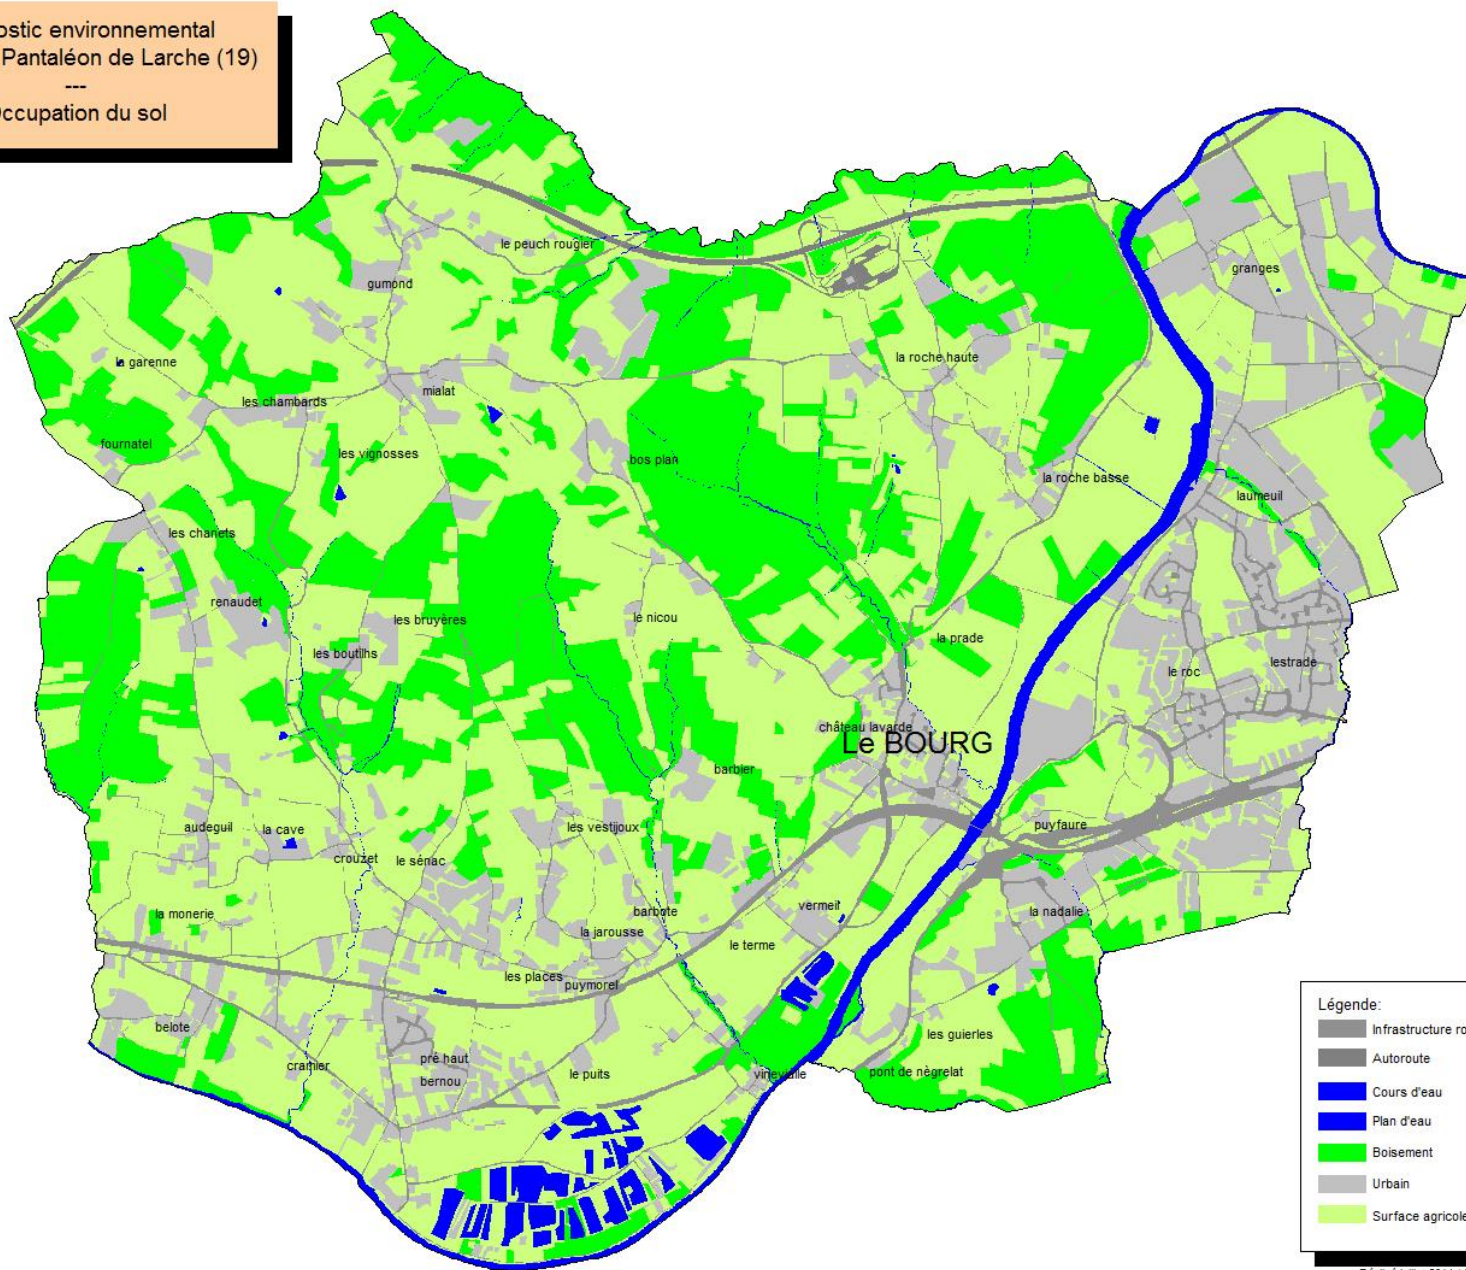 ostic environnemental
Pantaléon de Larche (19)
---
ccupation du sol
le peuch rougier
gumond
granges
la garenne
la roche haute
mialat
les chambards
fournatel
les vignosses
bos plan
la roche basse
laumeuil
les chanets
renaudet
les bruyères
le nicou
la prade
les boutilhs
lestrade
le roc
château lavarde
Le BOURG
barbier
audeguil
la cave
les vestijoux
puyfaure
crouzet
le sénac
la monerie
barbote
vermeil
la nadalie
la jarousse
le terme
les places
puymorel
belote
les guierles
pré haut
cramier
bernou
le puits
vinevialle
pont de nègrelat
Légende:
Infrastructure ro
Autoroute
Cours d'eau
Plan d'eau
Boisement
Urbain
Surface agricole